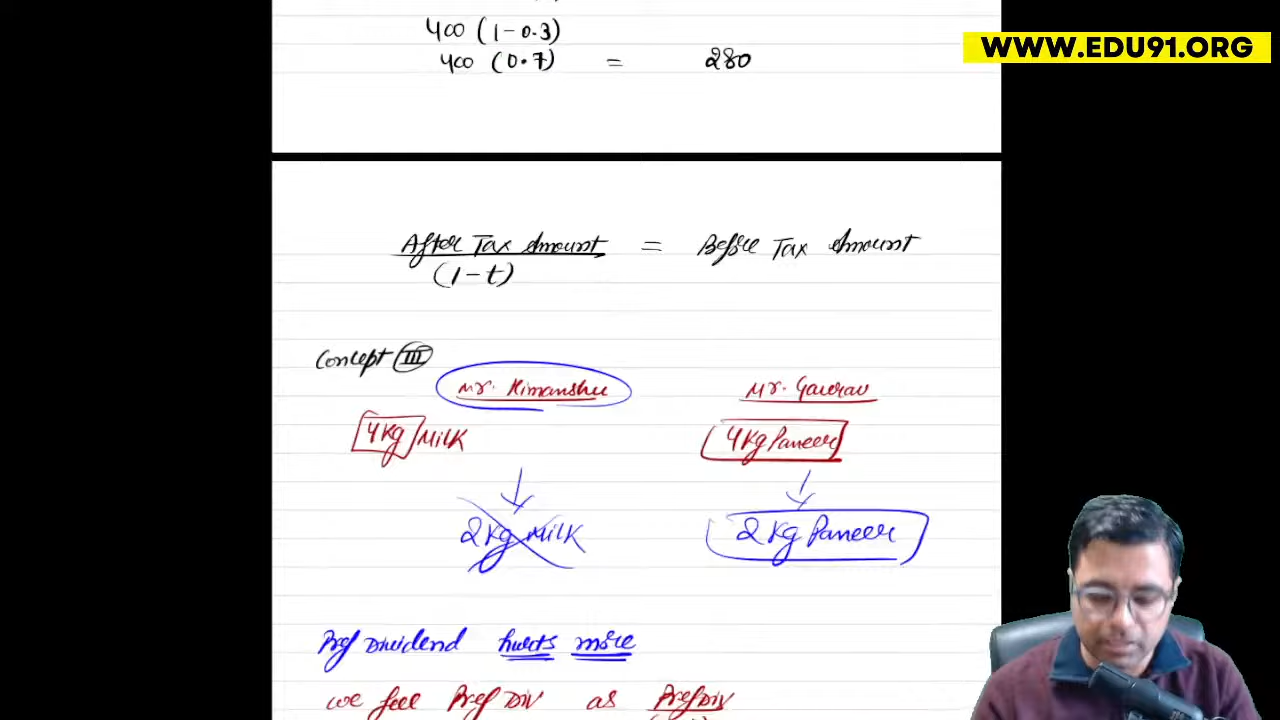 400 (1-0.3)
WWW.EDU91.ORG
400 (0.7) = 280
After Tax Amount = Before Tax Amount
(1-t)
Concept III
Mr. Himanshu Mr. Gaurav
4Kg Milk 4Kg Paneer
2Kg Milk 2Kg Paneer
Pref Dividend hurts more
we feel Pref Div as Pref Div